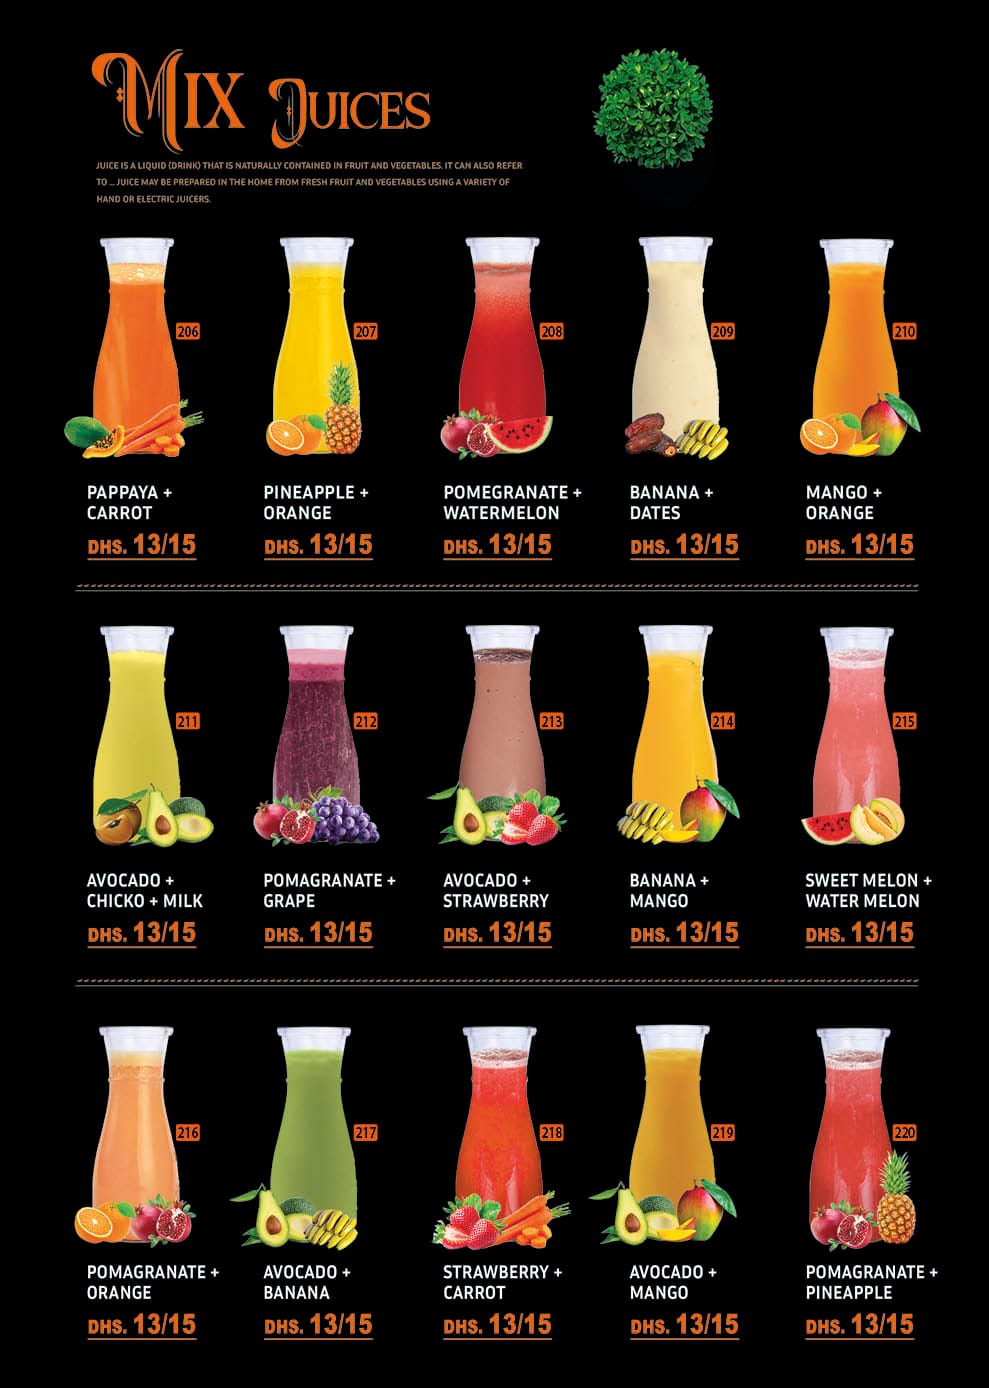 MIX JUICES
JUICE IS A LIQUID (DRINK) THAT IS NATURALLY CONTAINED IN FRUIT AND VEGETABLES. IT CAN ALSO REFER
TO ... JUICE MAY BE PREPARED IN THE HOME FROM FRESH FRUIT AND VEGETABLES USING A VARIETY OF
HAND OR ELECTRIC JUICERS.
206
PAPPAYA +
CARROT
DHS. 13/15
207
PINEAPPLE +
ORANGE
DHS. 13/15
208
POMEGRANATE +
WATERMELON
DHS. 13/15
209
BANANA +
DATES
DHS. 13/15
210
MANGO +
ORANGE
DHS. 13/15
211
AVOCADO +
CHICKO + MILK
DHS. 13/15
212
POMAGRANATE +
GRAPE
DHS. 13/15
213
AVOCADO +
STRAWBERRY
DHS. 13/15
214
BANANA +
MANGO
DHS. 13/15
215
SWEET MELON +
WATER MELON
DHS. 13/15
216
POMAGRANATE +
ORANGE
DHS. 13/15
217
AVOCADO +
BANANA
DHS. 13/15
218
STRAWBERRY +
CARROT
DHS. 13/15
219
AVOCADO +
MANGO
DHS. 13/15
220
POMAGRANATE +
PINEAPPLE
DHS. 13/15